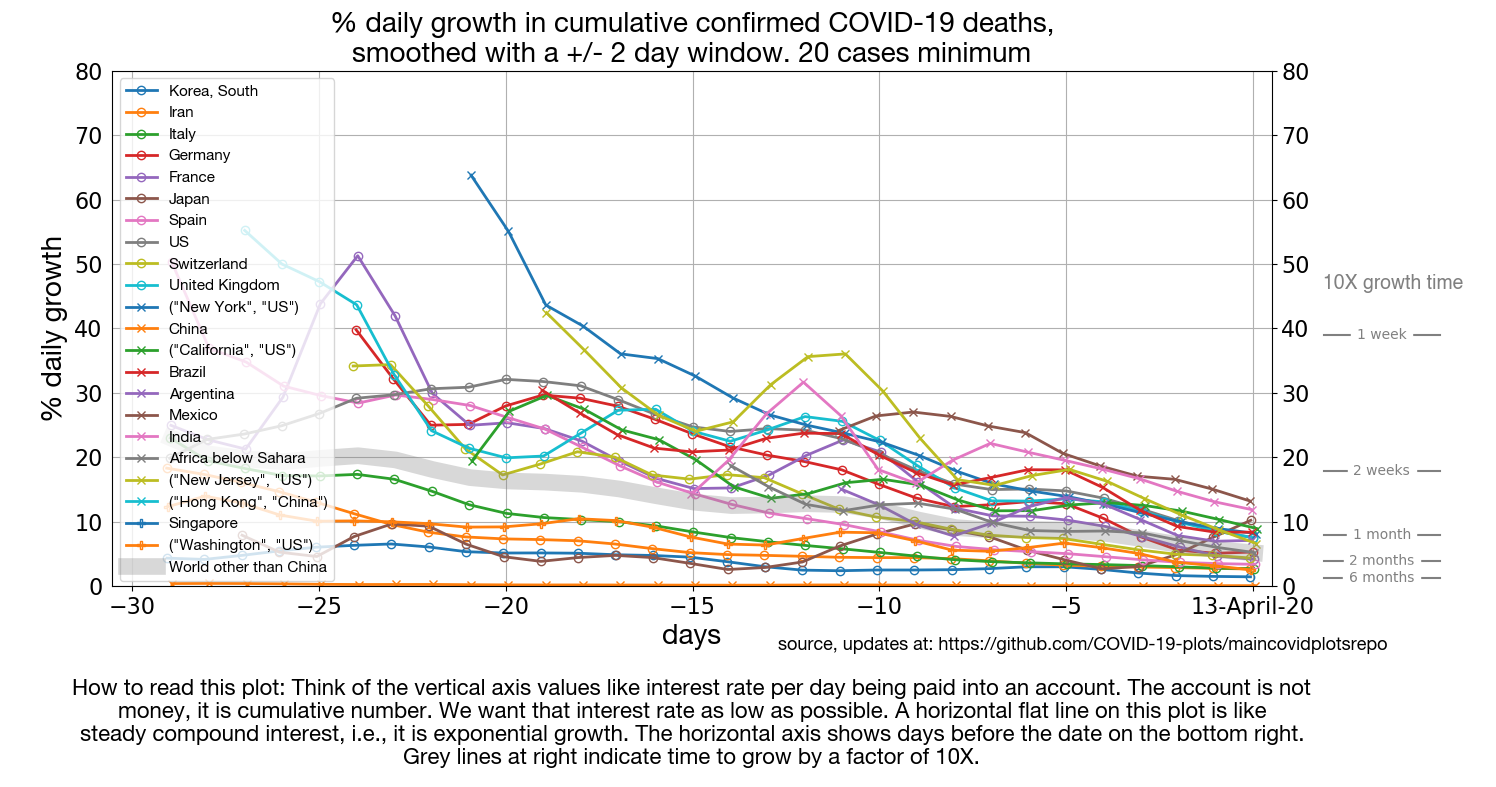 % daily growth in cumulative confirmed COVID-19 deaths,
smoothed with a +/- 2 day window. 20 cases minimum
80
70
60
50
40
30
20
10
0
% daily growth
Korea, South
Iran
Italy
Germany
France
Japan
Spain
US
Switzerland
United Kingdom
("New York", "US")
China
("California", "US")
Brazil
Argentina
Mexico
India
Africa below Sahara
("New Jersey", "US")
("Hong Kong", "China")
Singapore
("Washington", "US")
World other than China
80
70
60
50
40
30
20
10
0
10X growth time
1 week
2 weeks
1 month
2 months
6 months
−30 −25 −20 −15 −10 −5 13-April-20
days
source, updates at: https://github.com/COVID-19-plots/maincovidplotsrepo
How to read this plot: Think of the vertical axis values like interest rate per day being paid into an account. The account is not
money, it is cumulative number. We want that interest rate as low as possible. A horizontal flat line on this plot is like
steady compound interest, i.e., it is exponential growth. The horizontal axis shows days before the date on the bottom right.
Grey lines at right indicate time to grow by a factor of 10X.